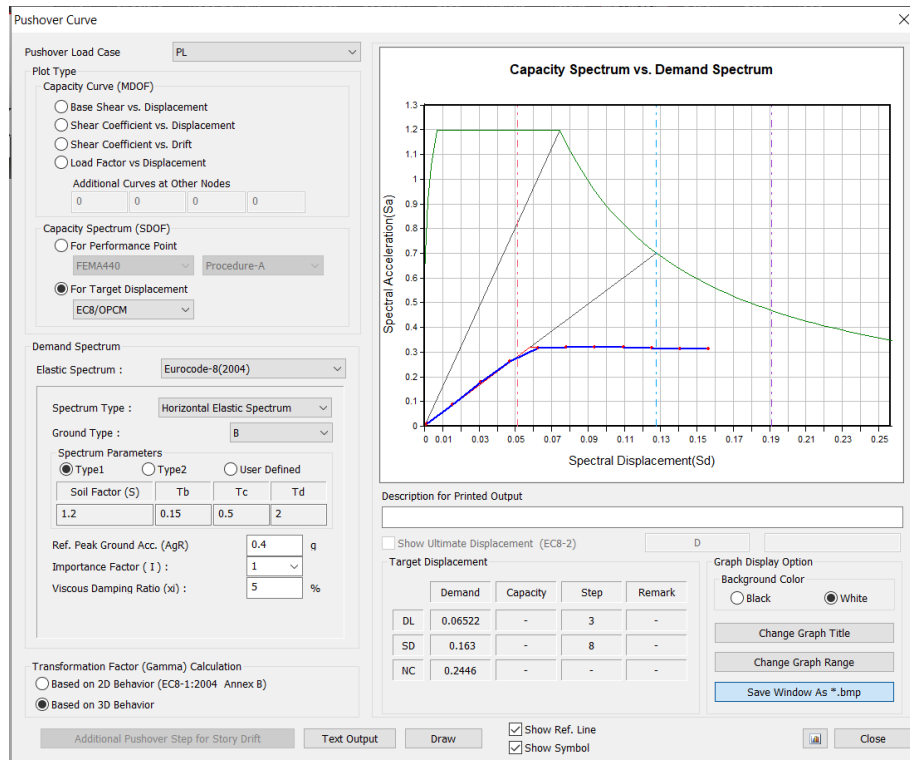 Pushover Curve
Pushover Load Case
PL
Plot Type
Capacity Curve (MDOF)
Base Shear vs. Displacement
Shear Coefficient vs. Displacement
Shear Coefficient vs. Drift
Load Factor vs Displacement
Additional Curves at Other Nodes
0 0 0 0
Capacity Spectrum (SDOF)
For Performance Point
FEMA440 Procedure-A
For Target Displacement
EC8/OPCM
Demand Spectrum
Elastic Spectrum : Eurocode-8(2004)
Spectrum Type : Horizontal Elastic Spectrum
Ground Type : B
Spectrum Parameters
Type1 Type2 User Defined
Soil Factor (S) Tb Tc Td
1.2 0.15 0.5 2
Ref. Peak Ground Acc. (AgR) 0.4 g
Importance Factor ( I ) : 1
Viscous Damping Ratio (xi) : 5 %
Transformation Factor (Gamma) Calculation
Based on 2D Behavior (EC8-1:2004 Annex B)
Based on 3D Behavior
Capacity Spectrum vs. Demand Spectrum
Spectral Acceleration(Sa)
1.3
1.2
1.1
1
0.9
0.8
0.7
0.6
0.5
0.4
0.3
0.2
0.1
0
0 0.01 0.03 0.05 0.07 0.09 0.11 0.13 0.15 0.17 0.19 0.21 0.23 0.25
Spectral Displacement(Sd)
Description for Printed Output
Show Ultimate Displacement (EC8-2) D
Target Displacement
Demand Capacity Step Remark
DL 0.06522 - 3 -
SD 0.163 - 8 -
NC 0.2446 - - -
Graph Display Option
Background Color
Black White
Change Graph Title
Change Graph Range
Save Window As *.bmp
Additional Pushover Step for Story Drift Text Output Draw
Show Ref. Line
Show Symbol
Close